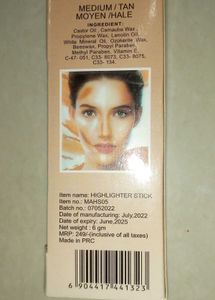 MEDIUM / TAN
MOYEN /HALE
INGREDIENT:
Castor Oil, Carnauba Wax,
Propylene Wax, Lanolin Oil,
White Mineral Oil, Ozokerite Wax,
Beeswax, Propyl Paraben,
Methyl Paraben, Vitamin E,
C-47- 051, C33- 8073, C33- 8075,
C33- 134,
Item name: HIGHLIGHTER STICK
Item no.: MAHS05
Batch no.: 07052022
Date of manufacturing: July,2022
Date of expiry: June,2025
Net weight: 6 gm
MRP: 249/-(inclusive of all taxes)
Made in PRC
6 904417 441323